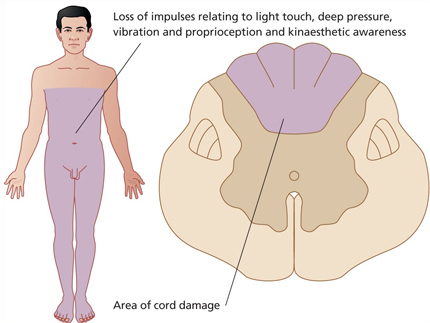 Loss of impulses relating to light touch, deep pressure,
vibration and proprioception and kinaesthetic awareness
Area of cord damage